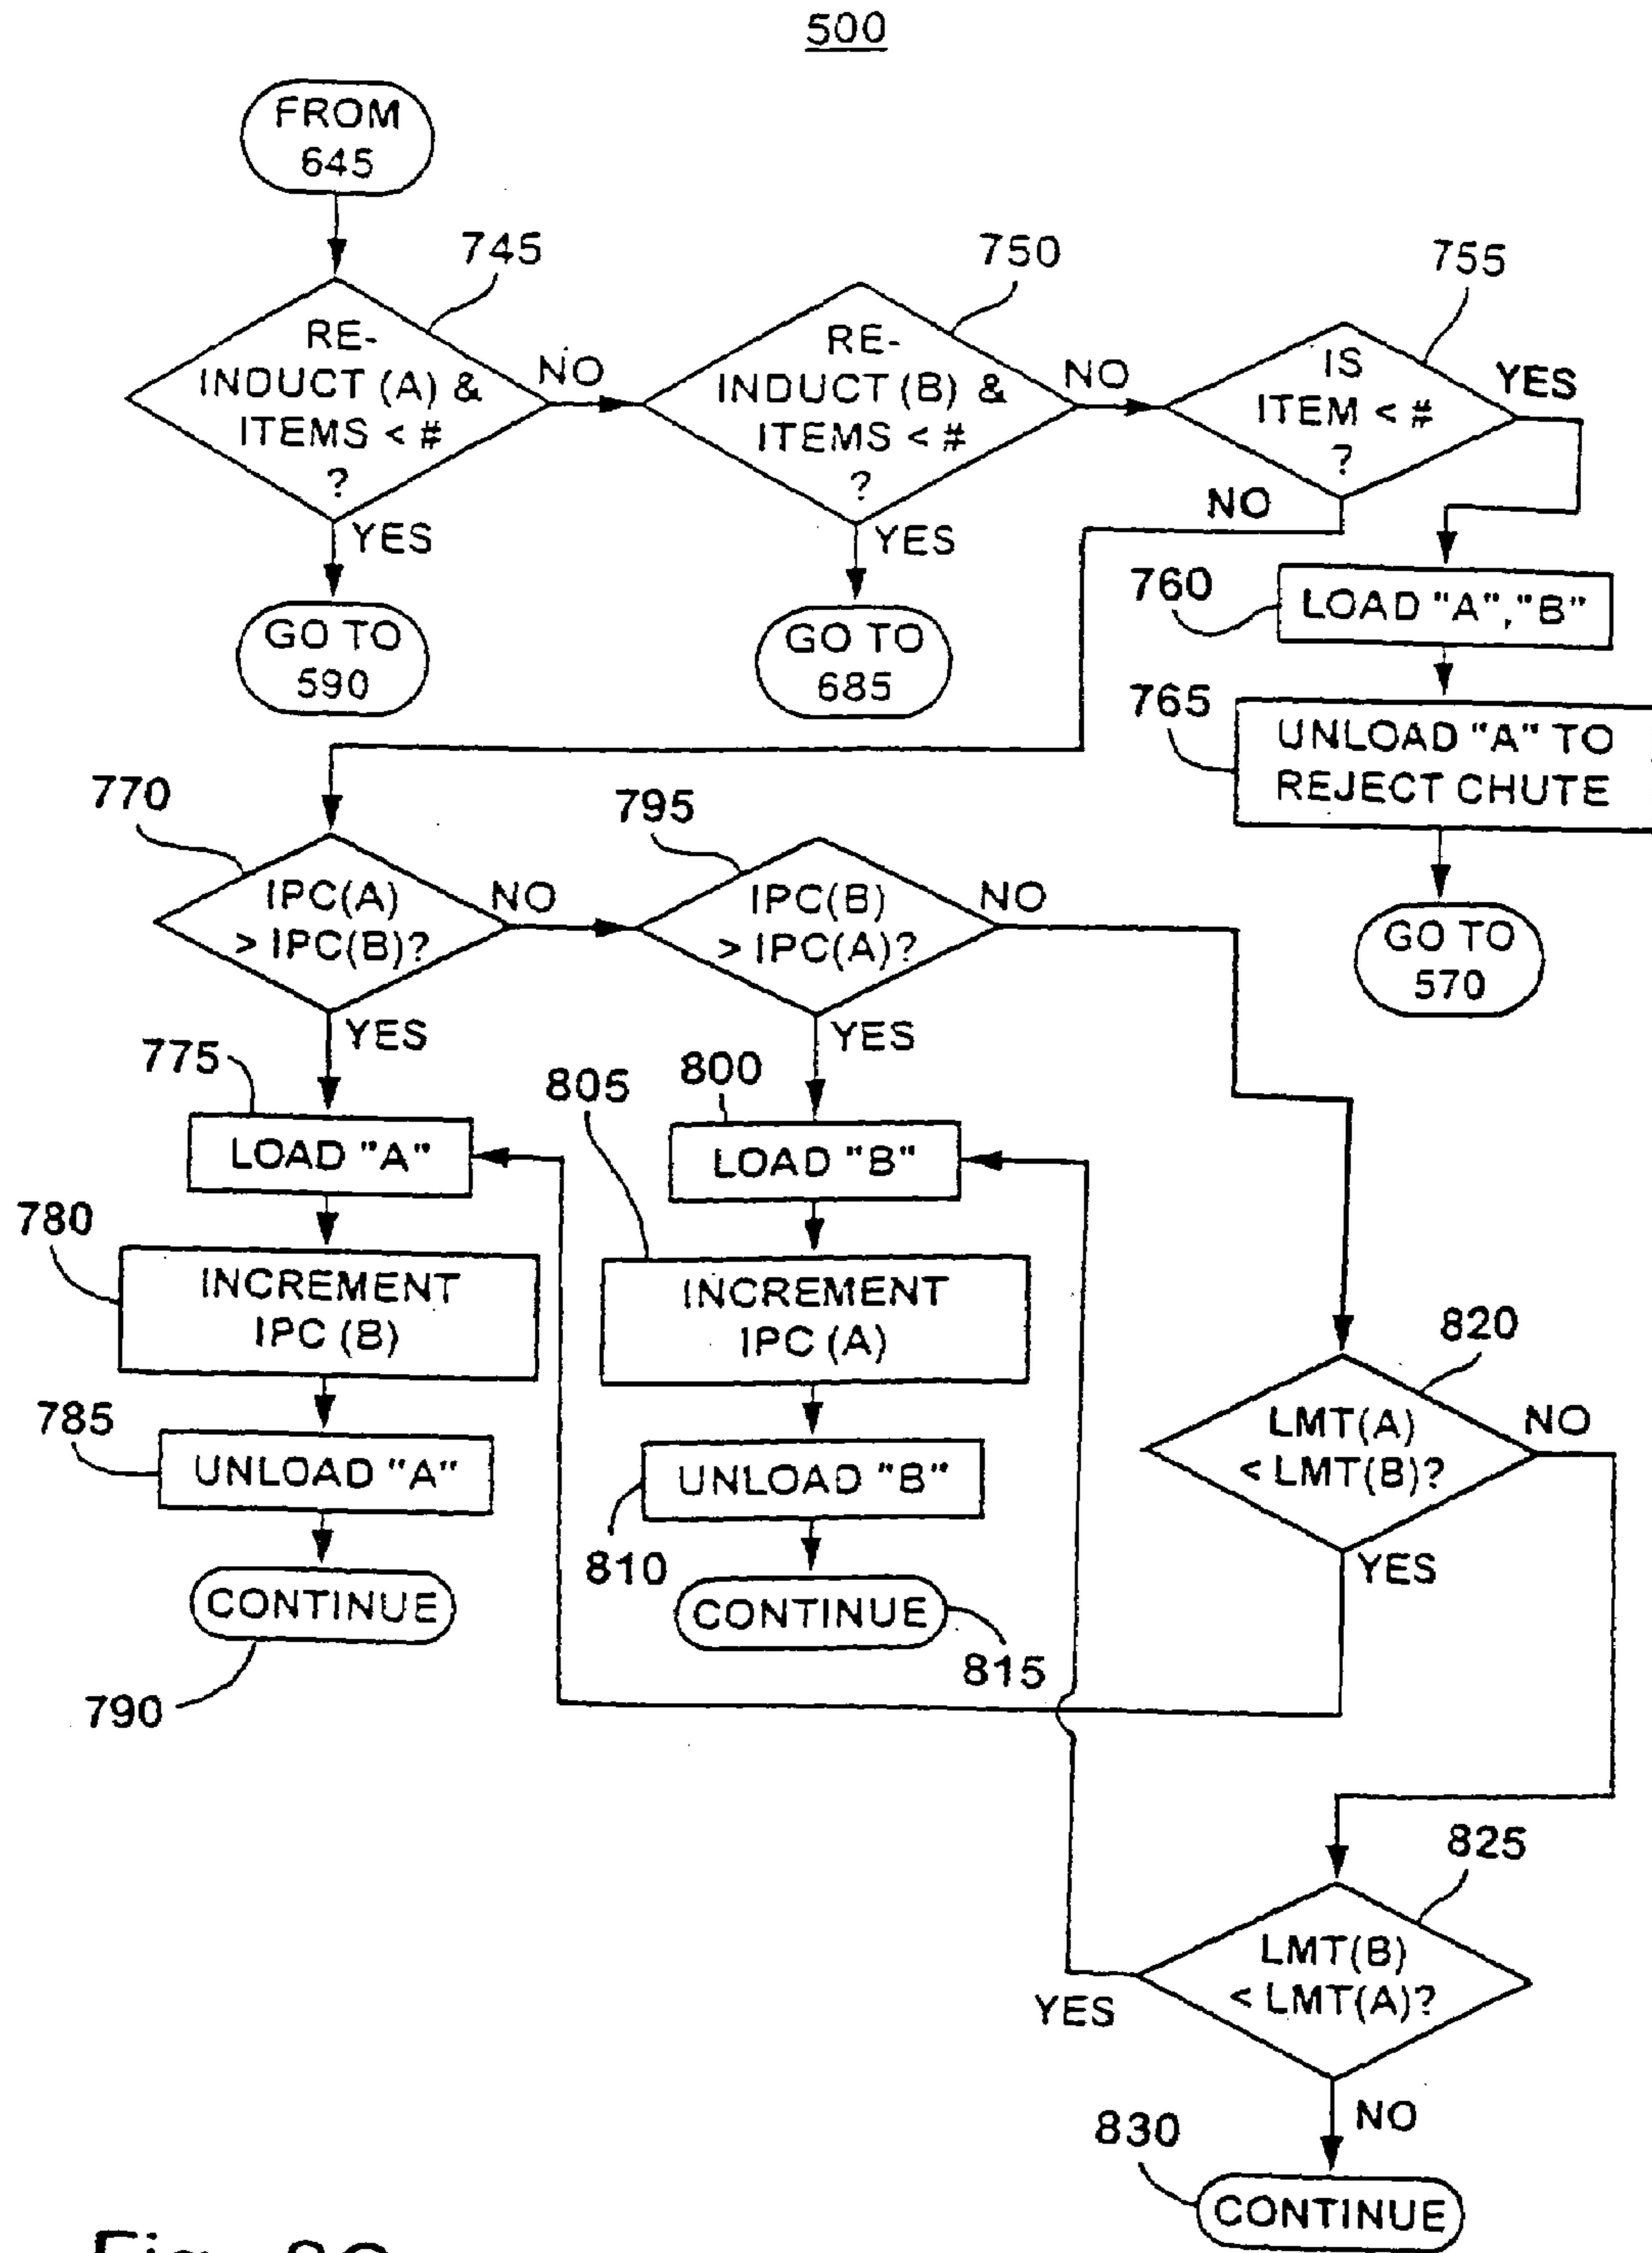 500
FROM
645
745
RE-
INDUCT (A) &
ITEMS < #
?
NO
YES
GO TO
590
750
RE-
INDUCT (B) &
ITEMS < #
?
NO
YES
GO TO
685
755
IS
ITEM < #
?
YES
NO
760
LOAD "A","B"
765
UNLOAD "A" TO
REJECT CHUTE
GO TO
570
770
IPC(A)
> IPC(B)?
NO
YES
795
IPC(B)
> IPC(A)?
NO
YES
775
LOAD "A"
780
INCREMENT
IPC (B)
785
UNLOAD "A"
CONTINUE
790
800
LOAD "B"
805
INCREMENT
IPC (A)
UNLOAD "B"
810
CONTINUE
815
820
LMT(A)
< LMT(B)?
NO
YES
825
LMT(B)
< LMT(A)?
YES
NO
830
CONTINUE